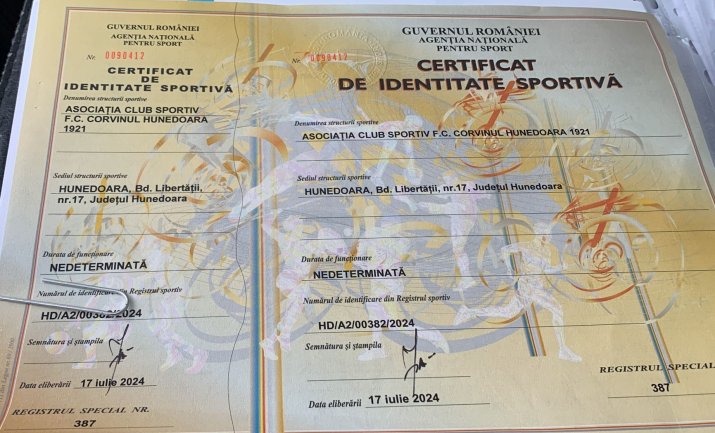 GUVERNUL ROMÂNIEI
AGENȚIA NAȚIONALĂ
PENTRU SPORT
Nr. 0090412
CERTIFICAT
DE
IDENTITATE SPORTIVĂ
Denumirea structurii sportive
ASOCIAȚIA CLUB SPORTIV
F.C. CORVINUL HUNEDOARA
1921
Sediul structurii sportive
HUNEDOARA, Bd. Libertății,
nr.17, Județul Hunedoara
Durata de funcționare
NEDETERMINATĂ
Numărul de identificare din Registrul sportiv
HD/A2/00382/2024
Semnătura și ștampila
Data eliberării 17 iulie 2024
REGISTRUL SPECIAL NR.
387
GUVERNUL ROMÂNIEI
AGENȚIA NAȚIONALĂ
PENTRU SPORT
Nr. 0090412
CERTIFICAT
DE IDENTITATE SPORTIVĂ
Denumirea structurii sportive
ASOCIAȚIA CLUB SPORTIV F.C. CORVINUL HUNEDOARA 1921
Sediul structurii sportive
HUNEDOARA, Bd. Libertății, nr.17, Județul Hunedoara
Durata de funcționare
NEDETERMINATĂ
Numărul de identificare din Registrul sportiv
HD/A2/00382/2024
Semnătura și ștampila
Data eliberării 17 iulie 2024
REGISTRUL SPECIAL
387